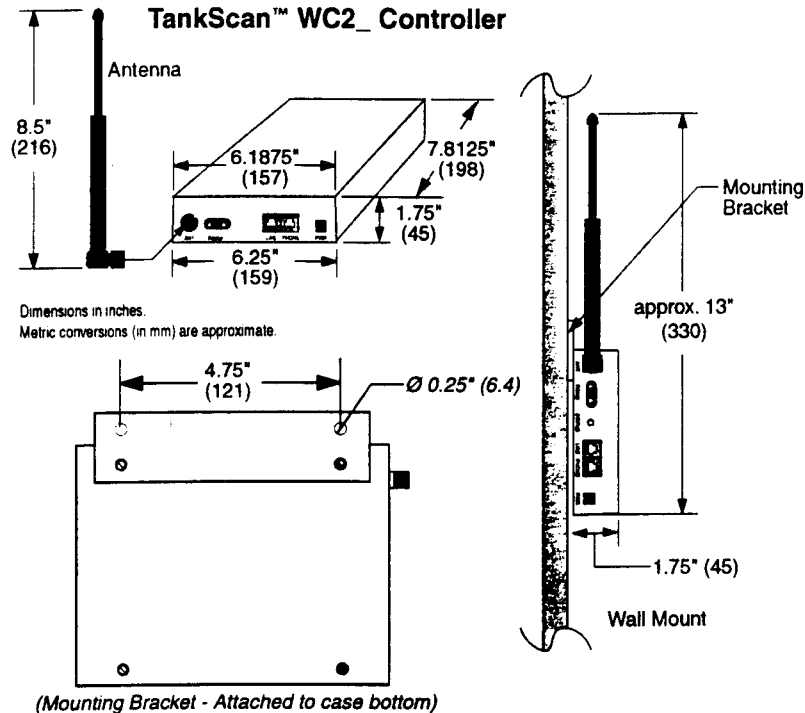 TankScan™ WC2_ Controller
Antenna
8.5"
(216)
6.1875"
(157)
7.8125"
(198)
1.75"
(45)
6.25"
(159)
Dimensions in inches.
Metric conversions (in mm) are approximate.
4.75"
(121)
Ø 0.25" (6.4)
(Mounting Bracket - Attached to case bottom)
Mounting
Bracket
approx. 13"
(330)
1.75" (45)
Wall Mount